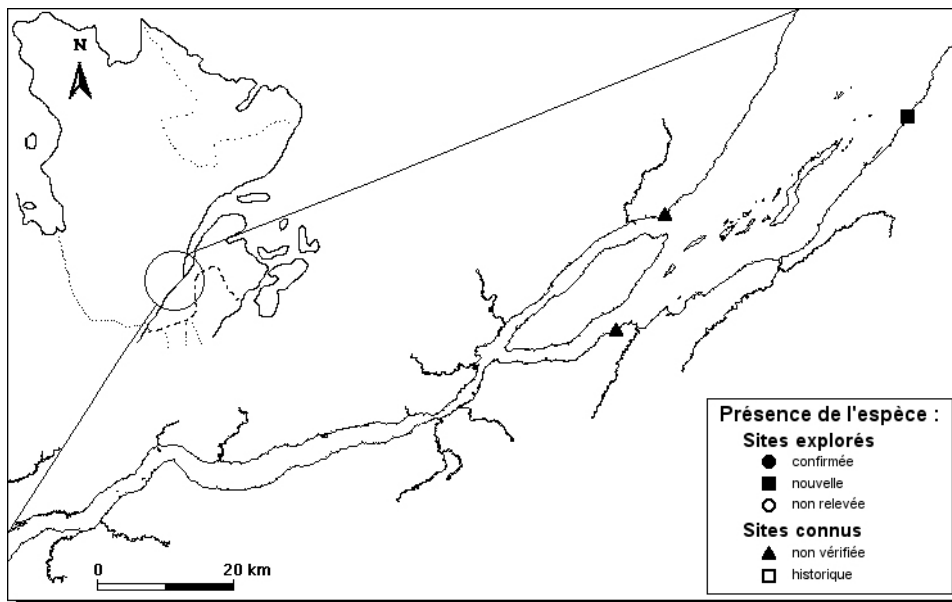 N
Présence de l'espèce :
Sites explorés
confirmée
nouvelle
non relevée
Sites connus
non vérifiée
historique
0 20 km